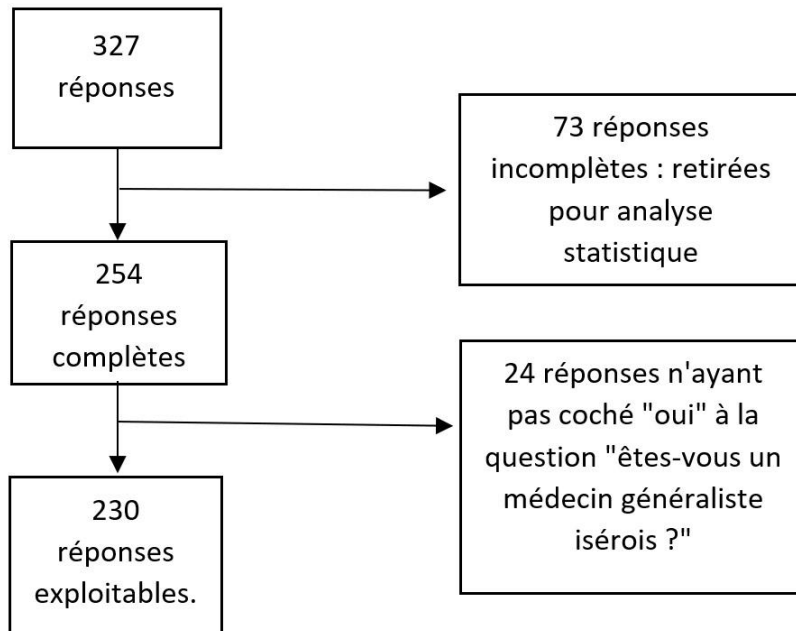 327
réponses
73 réponses
incomplètes : retirées
pour analyse
statistique
254
réponses
complètes
24 réponses n'ayant
pas coché "oui" à la
question "êtes-vous un
médecin généraliste
isérois ?"
230
réponses
exploitables.